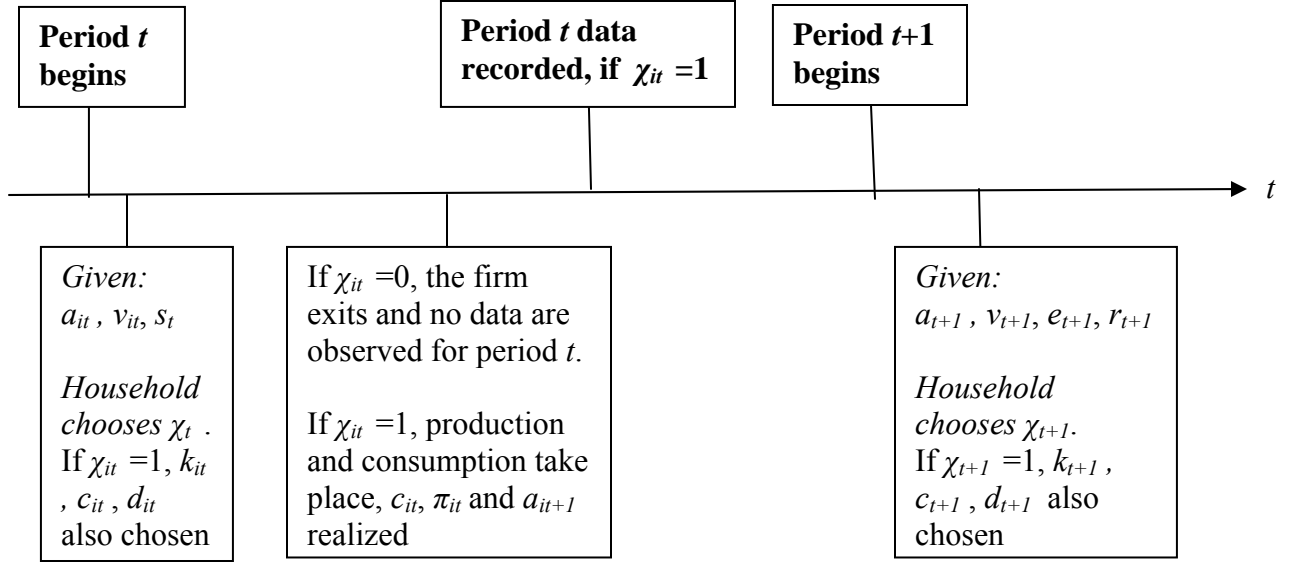 Period t
begins
Period t data
recorded, if χit =1
Period t+1
begins
t
Given:
ait , vit, st
Household
chooses χt .
If χit =1, kit
, cit , dit
also chosen
If χit =0, the firm
exits and no data are
observed for period t.
If χit =1, production
and consumption take
place, cit, πit and ait+1
realized
Given:
at+1 , vt+1, et+1, rt+1
Household
chooses χt+1.
If χt+1 =1, kt+1 ,
ct+1 , dt+1 also
chosen